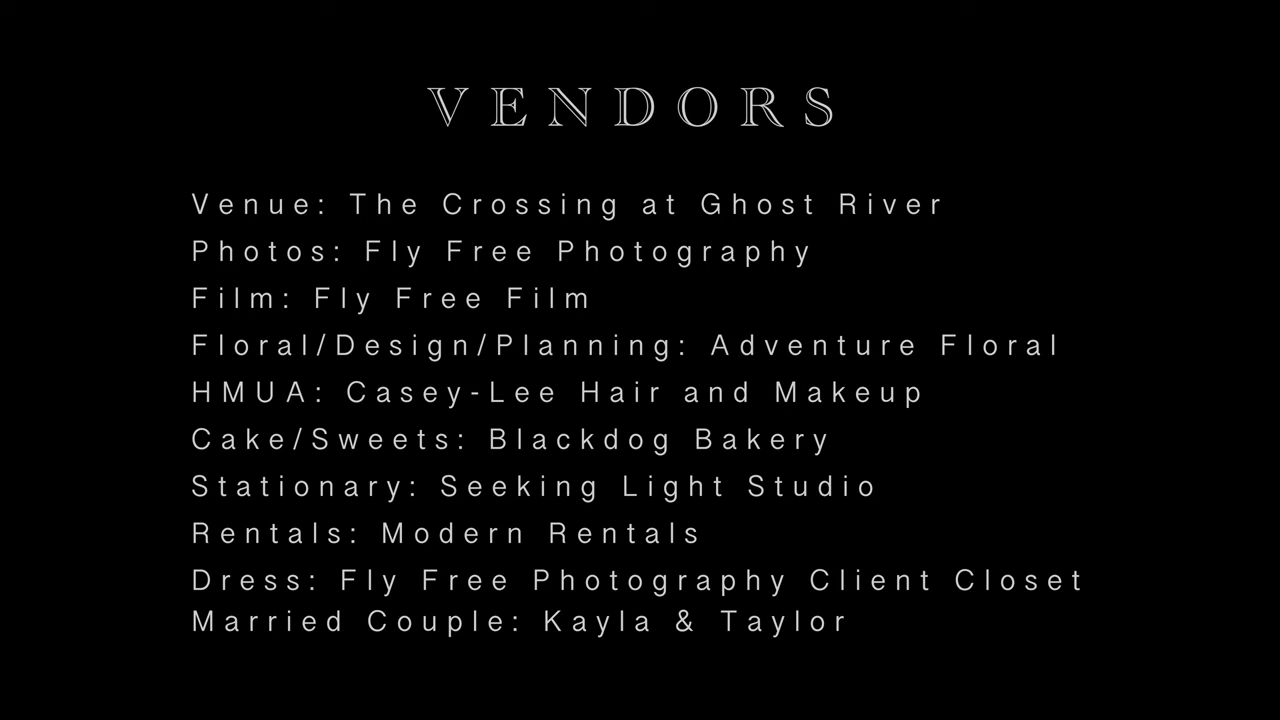 VENDORS
Venue: The Crossing at Ghost River
Photos: Fly Free Photography
Film: Fly Free Film
Floral/Design/Planning: Adventure Floral
HMUA: Casey-Lee Hair and Makeup
Cake/Sweets: Blackdog Bakery
Stationary: Seeking Light Studio
Rentals: Modern Rentals
Dress: Fly Free Photography Client Closet
Married Couple: Kayla & Taylor